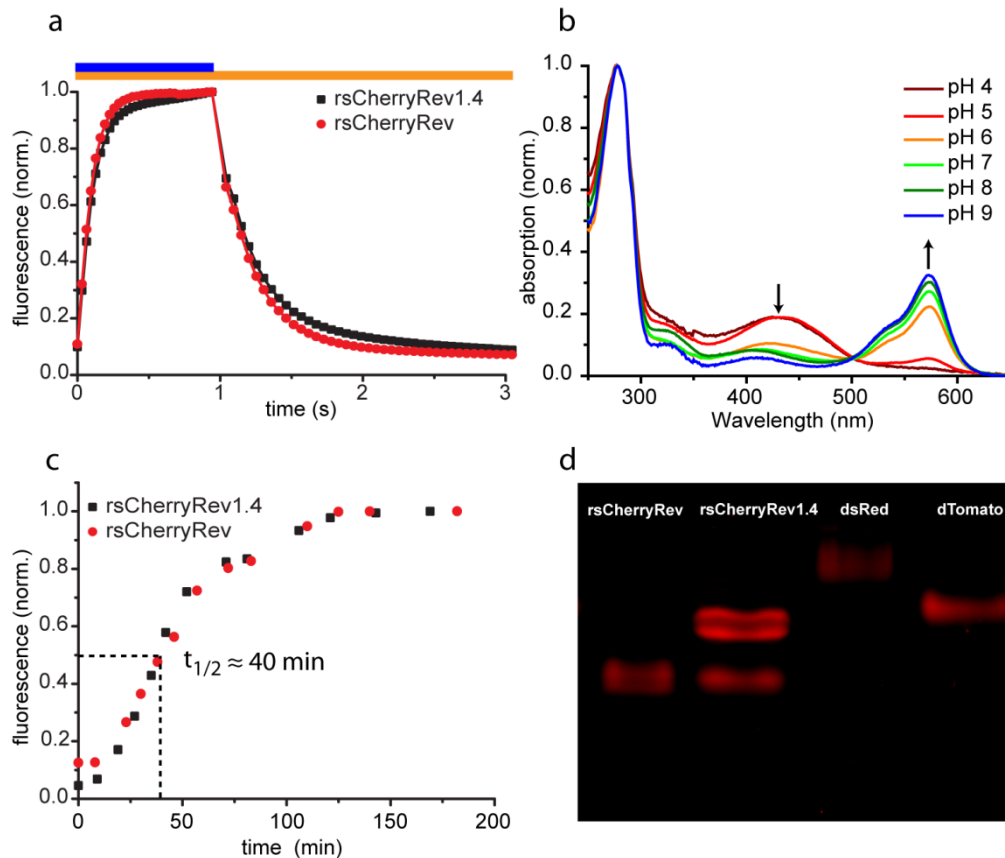 a
rsCherryRev1.4
rsCherryRev
1.0
0.8
0.6
0.4
0.2
0.0
fluorescence (norm.)
0
1
2
3
time (s)
b
pH 4
pH 5
pH 6
pH 7
pH 8
pH 9
1.0
0.8
0.6
0.4
0.2
0.0
absorption (norm.)
300
400
500
600
Wavelength (nm)
c
rsCherryRev1.4
rsCherryRev
1.0
0.8
0.6
0.4
0.2
0.0
fluorescence (norm.)
t1/2 ≈ 40 min
0
50
100
150
200
time (min)
d
rsCherryRev rsCherryRev1.4 dsRed dTomato